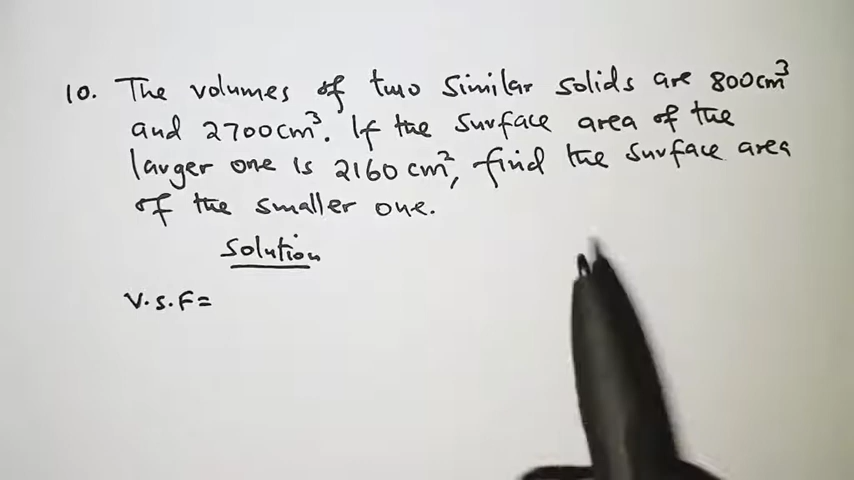 10. The volumes of two similar solids are 800cm³
and 2700cm³. If the surface area of the
larger one is 2160 cm², find the surface area
of the smaller one.
Solution
V.S.F=